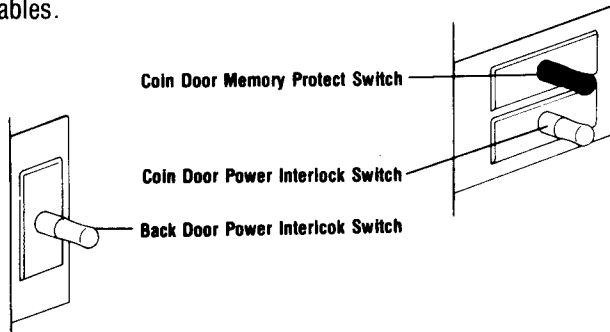 ables.
Coin Door Memory Protect Switch
Coin Door Power Interlock Switch
Back Door Power Intericok Switch